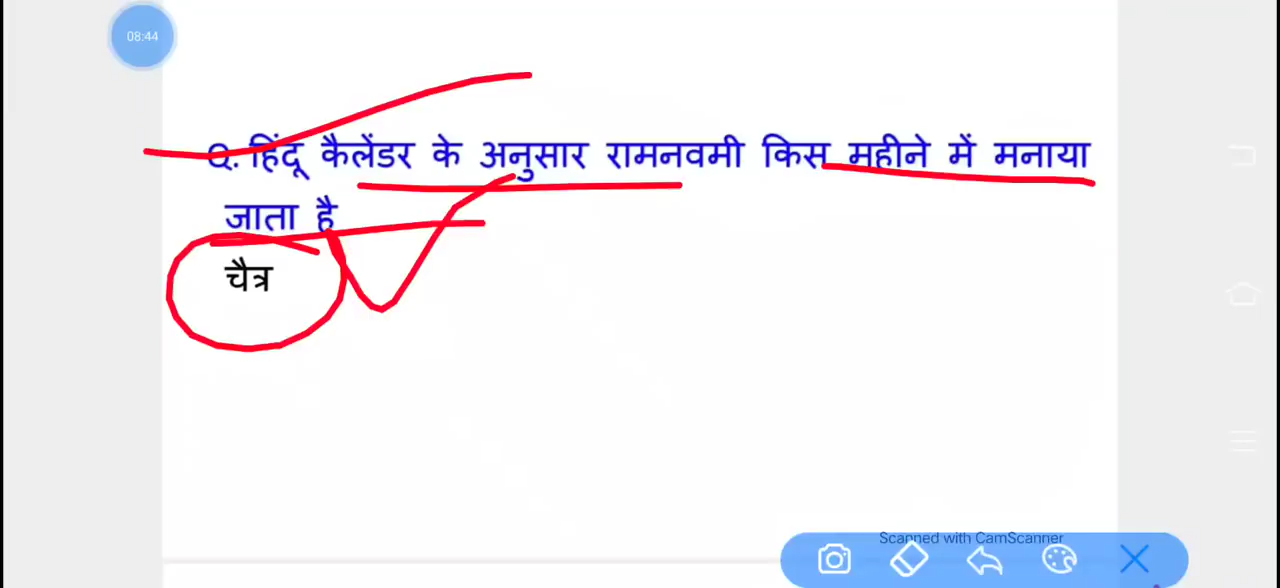 08:44
Q. हिंदू कैलेंडर के अनुसार रामनवमी किस महीने में मनाया
जाता है
चैत्र
Scanned with CamScanner